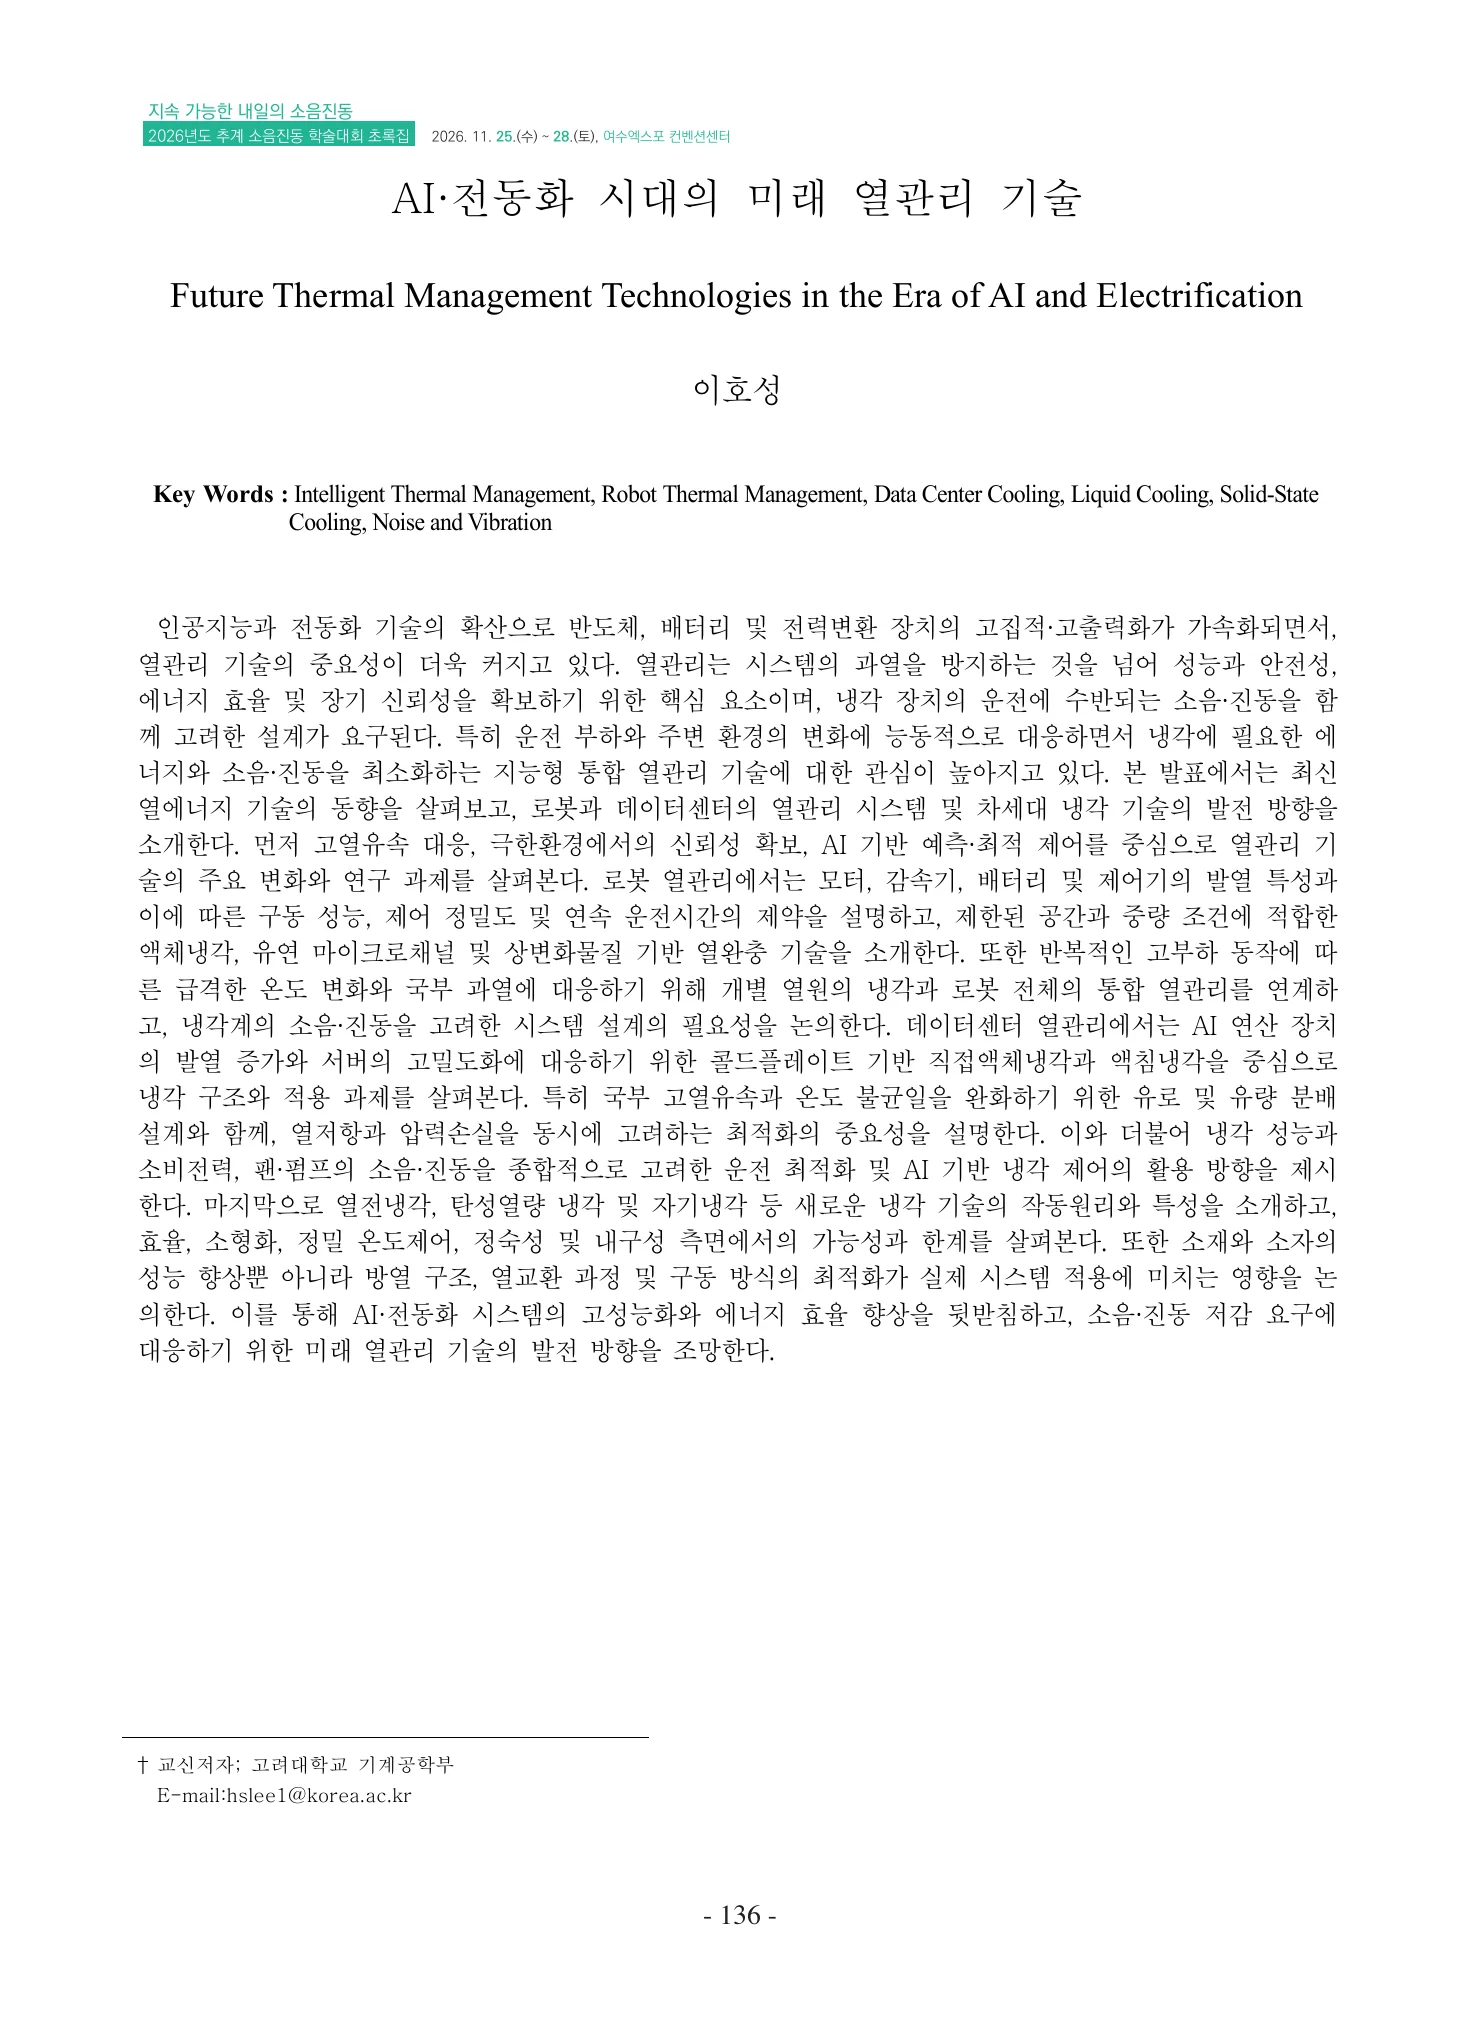 지속 가능한 내일의 소음진동
2026년도 추계 소음진동 학술대회 초록집 2026. 11. 25.(수) ~ 28.(토), 여수엑스포 컨벤션센터
AI·전동화 시대의 미래 열관리 기술
Future Thermal Management Technologies in the Era of AI and Electrification
이호성
Key Words : Intelligent Thermal Management, Robot Thermal Management, Data Center Cooling, Liquid Cooling, Solid-State
Cooling, Noise and Vibration
인공지능과 전동화 기술의 확산으로 반도체, 배터리 및 전력변환 장치의 고집적·고출력화가 가속화되면서,
열관리 기술의 중요성이 더욱 커지고 있다. 열관리는 시스템의 과열을 방지하는 것을 넘어 성능과 안전성,
에너지 효율 및 장기 신뢰성을 확보하기 위한 핵심 요소이며, 냉각 장치의 운전에 수반되는 소음·진동을 함
께 고려한 설계가 요구된다. 특히 운전 부하와 주변 환경의 변화에 능동적으로 대응하면서 냉각에 필요한 에
너지와 소음·진동을 최소화하는 지능형 통합 열관리 기술에 대한 관심이 높아지고 있다. 본 발표에서는 최신
열에너지 기술의 동향을 살펴보고, 로봇과 데이터센터의 열관리 시스템 및 차세대 냉각 기술의 발전 방향을
소개한다. 먼저 고열유속 대응, 극한환경에서의 신뢰성 확보, AI 기반 예측·최적 제어를 중심으로 열관리 기
술의 주요 변화와 연구 과제를 살펴본다. 로봇 열관리에서는 모터, 감속기, 배터리 및 제어기의 발열 특성과
이에 따른 구동 성능, 제어 정밀도 및 연속 운전시간의 제약을 설명하고, 제한된 공간과 중량 조건에 적합한
액체냉각, 유연 마이크로채널 및 상변화물질 기반 열완충 기술을 소개한다. 또한 반복적인 고부하 동작에 따
른 급격한 온도 변화와 국부 과열에 대응하기 위해 개별 열원의 냉각과 로봇 전체의 통합 열관리를 연계하
고, 냉각계의 소음·진동을 고려한 시스템 설계의 필요성을 논의한다. 데이터센터 열관리에서는 AI 연산 장치
의 발열 증가와 서버의 고밀도화에 대응하기 위한 콜드플레이트 기반 직접액체냉각과 액침냉각을 중심으로
냉각 구조와 적용 과제를 살펴본다. 특히 국부 고열유속과 온도 불균일을 완화하기 위한 유로 및 유량 분배
설계와 함께, 열저항과 압력손실을 동시에 고려하는 최적화의 중요성을 설명한다. 이와 더불어 냉각 성능과
소비전력, 팬·펌프의 소음·진동을 종합적으로 고려한 운전 최적화 및 AI 기반 냉각 제어의 활용 방향을 제시
한다. 마지막으로 열전냉각, 탄성열량 냉각 및 자기냉각 등 새로운 냉각 기술의 작동원리와 특성을 소개하고,
효율, 소형화, 정밀 온도제어, 정숙성 및 내구성 측면에서의 가능성과 한계를 살펴본다. 또한 소재와 소자의
성능 향상뿐 아니라 방열 구조, 열교환 과정 및 구동 방식의 최적화가 실제 시스템 적용에 미치는 영향을 논
의한다. 이를 통해 AI·전동화 시스템의 고성능화와 에너지 효율 향상을 뒷받침하고, 소음·진동 저감 요구에
대응하기 위한 미래 열관리 기술의 발전 방향을 조망한다.
† 교신저자; 고려대학교 기계공학부
E-mail:hslee1@korea.ac.kr
- 136 -